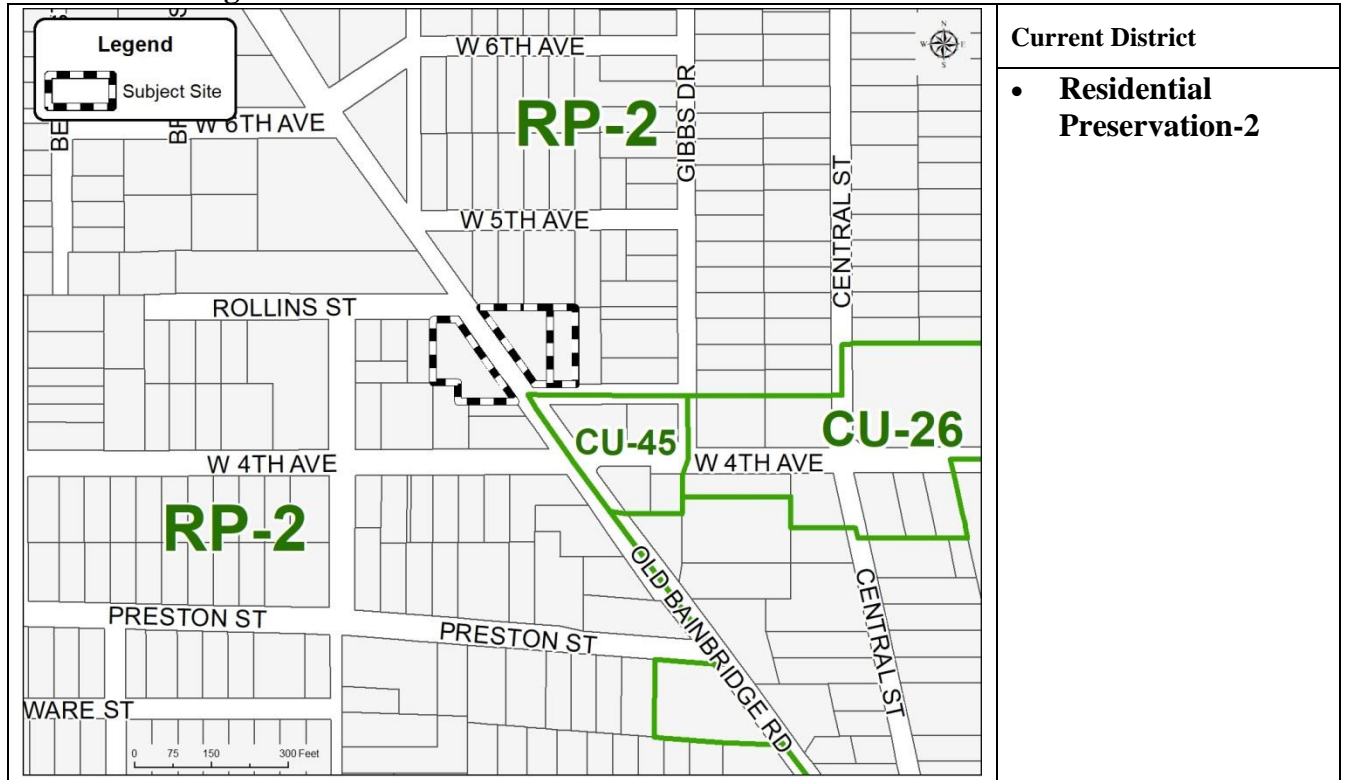 Legend
Subject Site
W 6TH AVE
N
W E
S
Current District
• Residential
Preservation-2
W 6TH AVE
RP-2
GIBBS DR
CENTRAL ST
W 5TH AVE
ROLLINS ST
CU-45
CU-26
W 4TH AVE
W 4TH AVE
RP-2
OLD BAINBRIDGE RD
CENTRAL ST
PRESTON ST
PRESTON ST
WARE ST
0 75 150 300 Feet